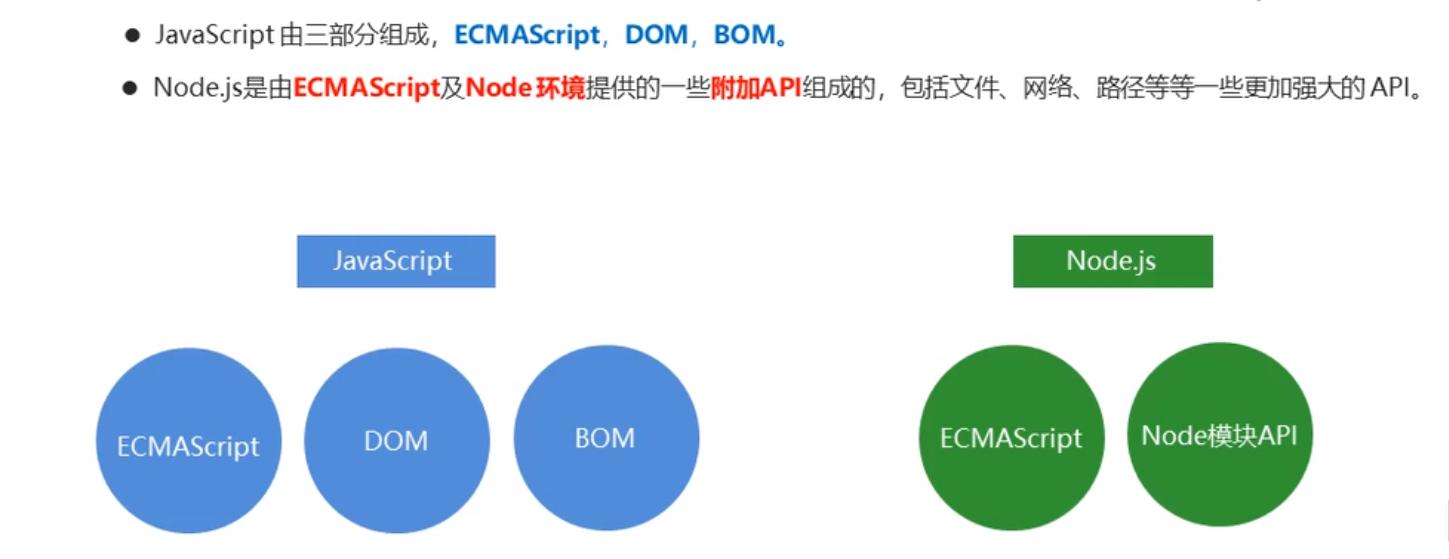 ● JavaScript 由三部分组成，ECMAScript，DOM，BOM。
● Node.js是由ECMAScript及Node 环境提供的一些附加API组成的，包括文件、网络、路径等等一些更加强大的 API。
JavaScript
Node.js
ECMAScript
DOM
BOM
ECMAScript
Node模块API